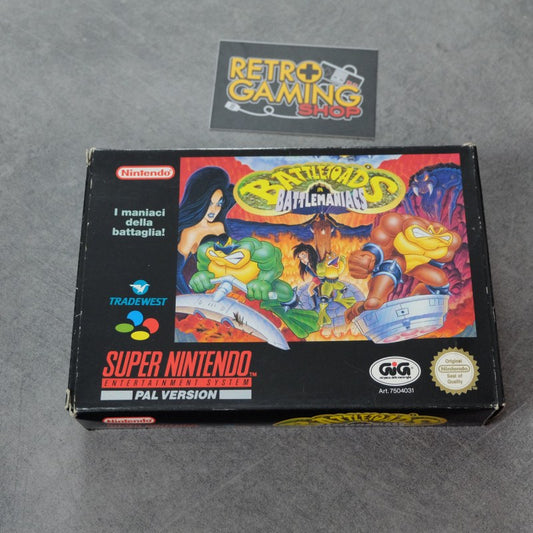 RETRO
GAMING
SHOP
Nintendo
I maniaci
della
battaglia!
BATTLETOADS
IN
BATTLEMANIACS
TRADEWEST
SUPER NINTENDO
ENTERTAINMENT SYSTEM
PAL VERSION
GiG
Art. 7504031
Original
Nintendo
Seal of
Quality
Nintendo
BATTLETOADS
BATTLEMANIACS